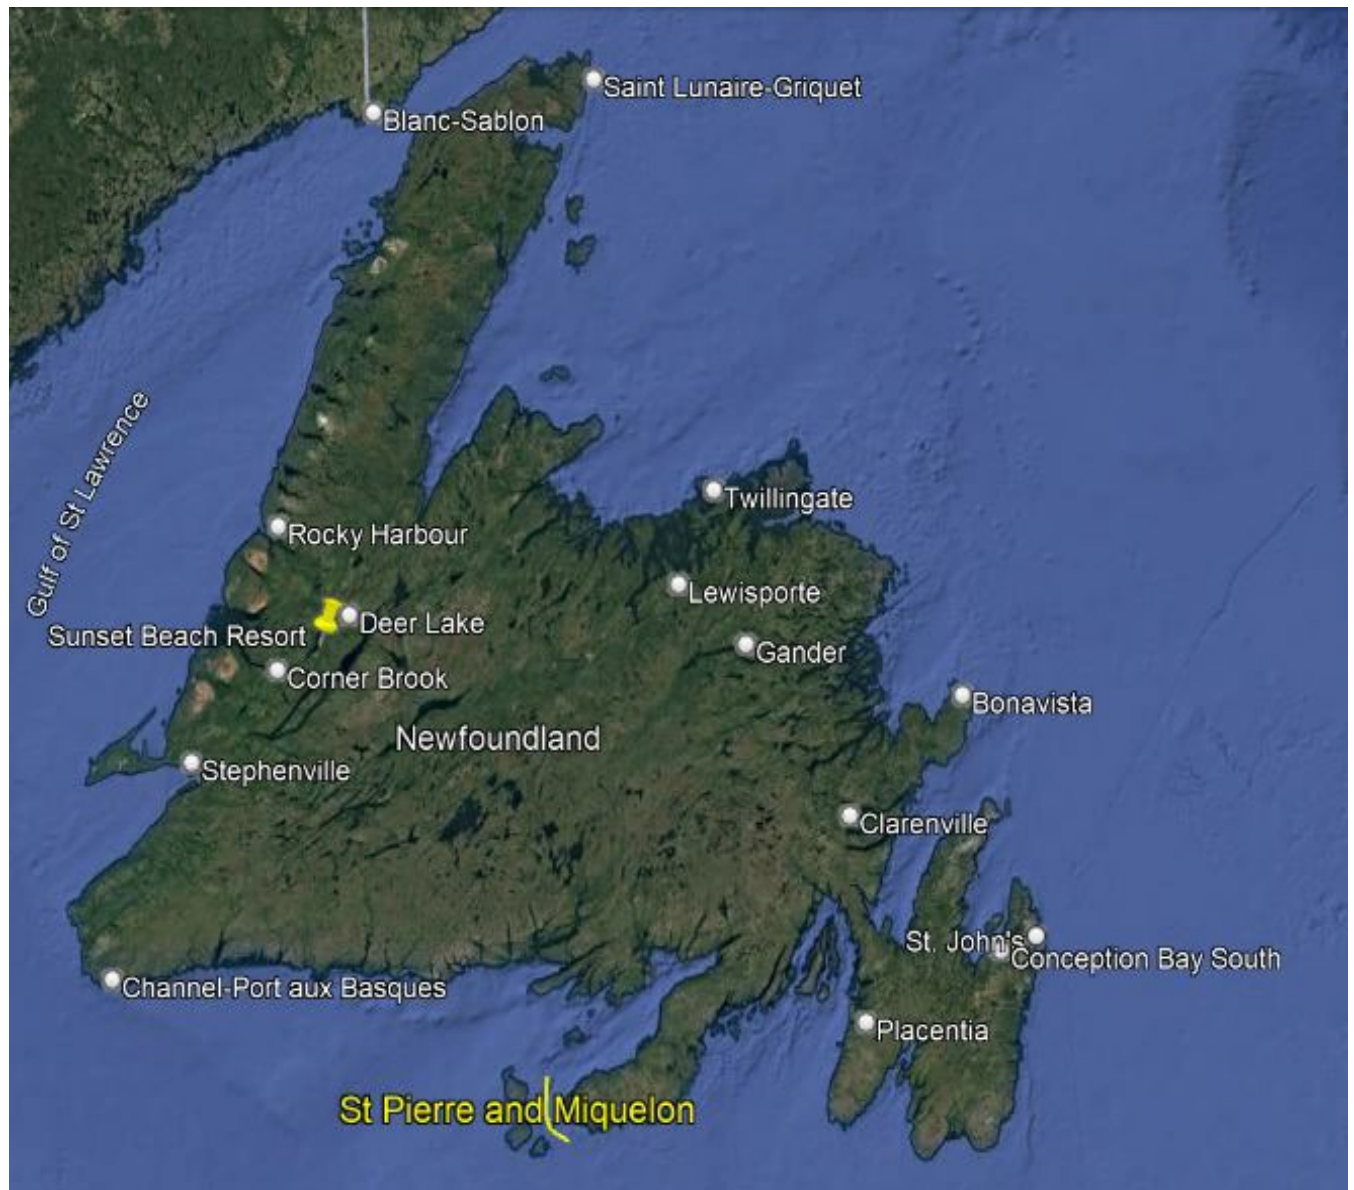 Saint Lunaire-Griquet
Blanc-Sablon
Gulf of St Lawrence
Twillingate
Rocky Harbour
Lewisporte
Deer Lake
Sunset Beach Resort
Gander
Corner Brook
Bonavista
Newfoundland
Stephenville
Clarenville
St. John's
Conception Bay South
Channel-Port aux Basques
Placentia
St Pierre and Miquelon